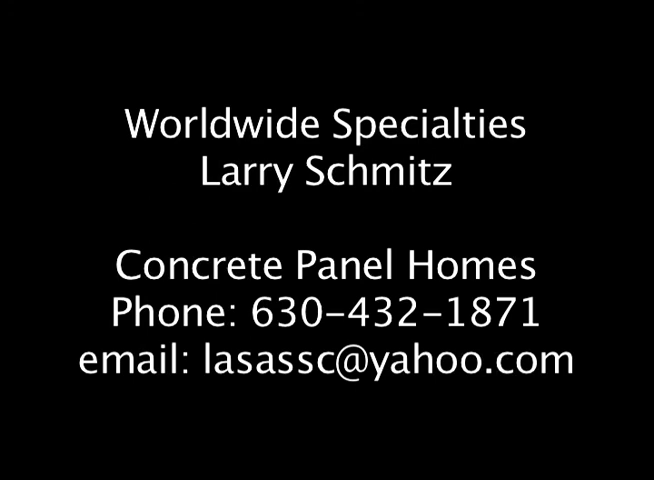 Worldwide Specialties
Larry Schmitz
Concrete Panel Homes
Phone: 630-432-1871
email: lasassc@yahoo.com